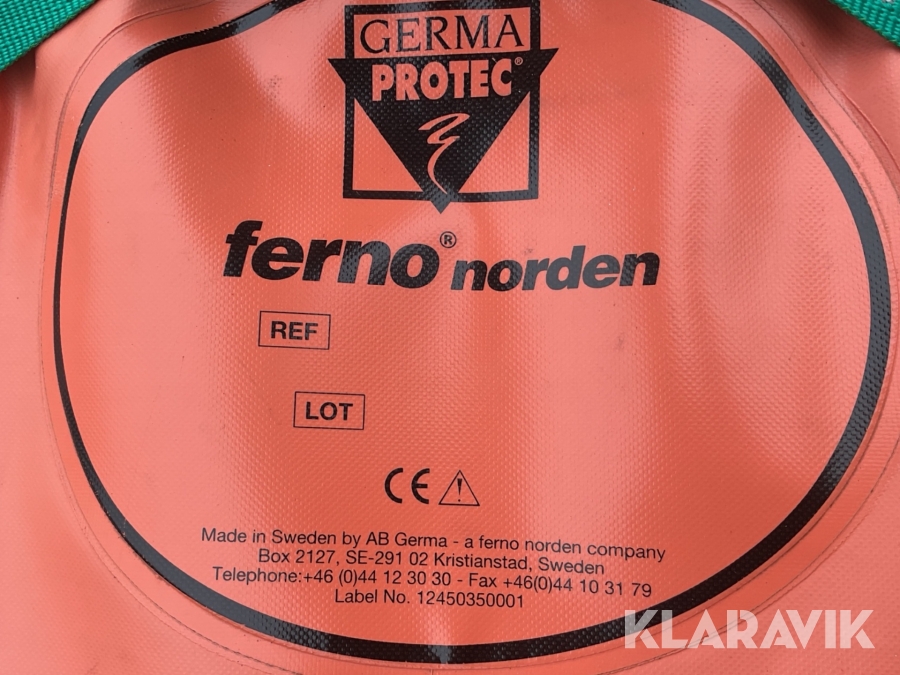 GERMA
PROTEC®
ferno® norden
REF
LOT
CE
Made in Sweden by AB Germa - a ferno norden company
Box 2127, SE-291 02 Kristianstad, Sweden
Telephone:+46 (0)44 12 30 30 - Fax +46(0)44 10 31 79
Label No. 12450350001
KLARAVIK